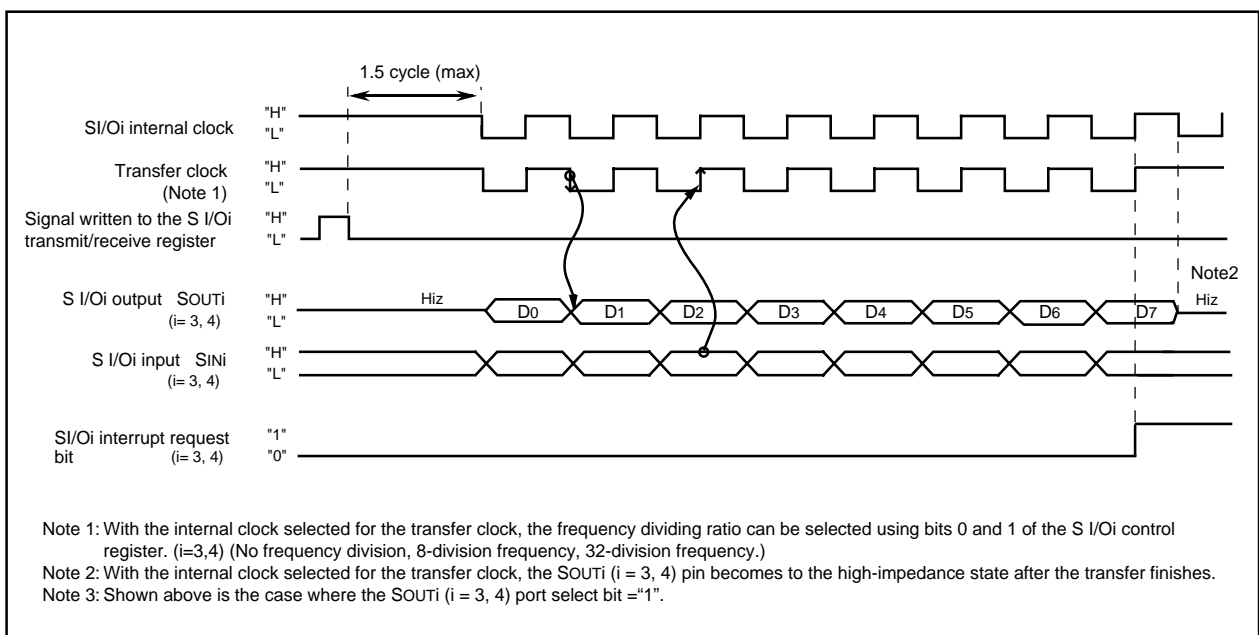 1.5 cycle (max)
SI/Oi internal clock
"H"
"L"
Transfer clock
(Note 1)
"H"
"L"
Signal written to the S I/Oi
transmit/receive register
"H"
"L"
Note2
S I/Oi output SOUTi
(i= 3, 4)
"H"
"L"
Hiz
D0
D1
D2
D3
D4
D5
D6
D7
Hiz
S I/Oi input SINi
(i= 3, 4)
"H"
"L"
SI/Oi interrupt request
bit (i= 3, 4)
"1"
"0"
Note 1: With the internal clock selected for the transfer clock, the frequency dividing ratio can be selected using bits 0 and 1 of the S I/Oi control
register. (i=3,4) (No frequency division, 8-division frequency, 32-division frequency.)
Note 2: With the internal clock selected for the transfer clock, the SOUTi (i = 3, 4) pin becomes to the high-impedance state after the transfer finishes.
Note 3: Shown above is the case where the SOUTi (i = 3, 4) port select bit =“1”.